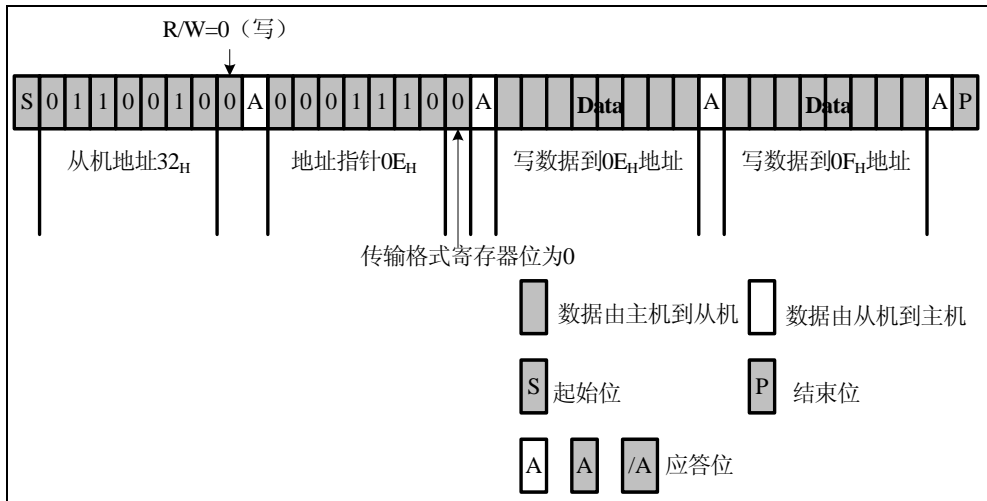 R/W=0（写）
S 0 1 1 0 0 1 0 0 A 0 0 0 1 1 1 0 0 A Data A Data A P
从机地址32H 地址指针0EH 写数据到0EH地址 写数据到0FH地址
传输格式寄存器位为0
数据由主机到从机 数据由从机到主机
S 起始位 P 结束位
A A /A 应答位